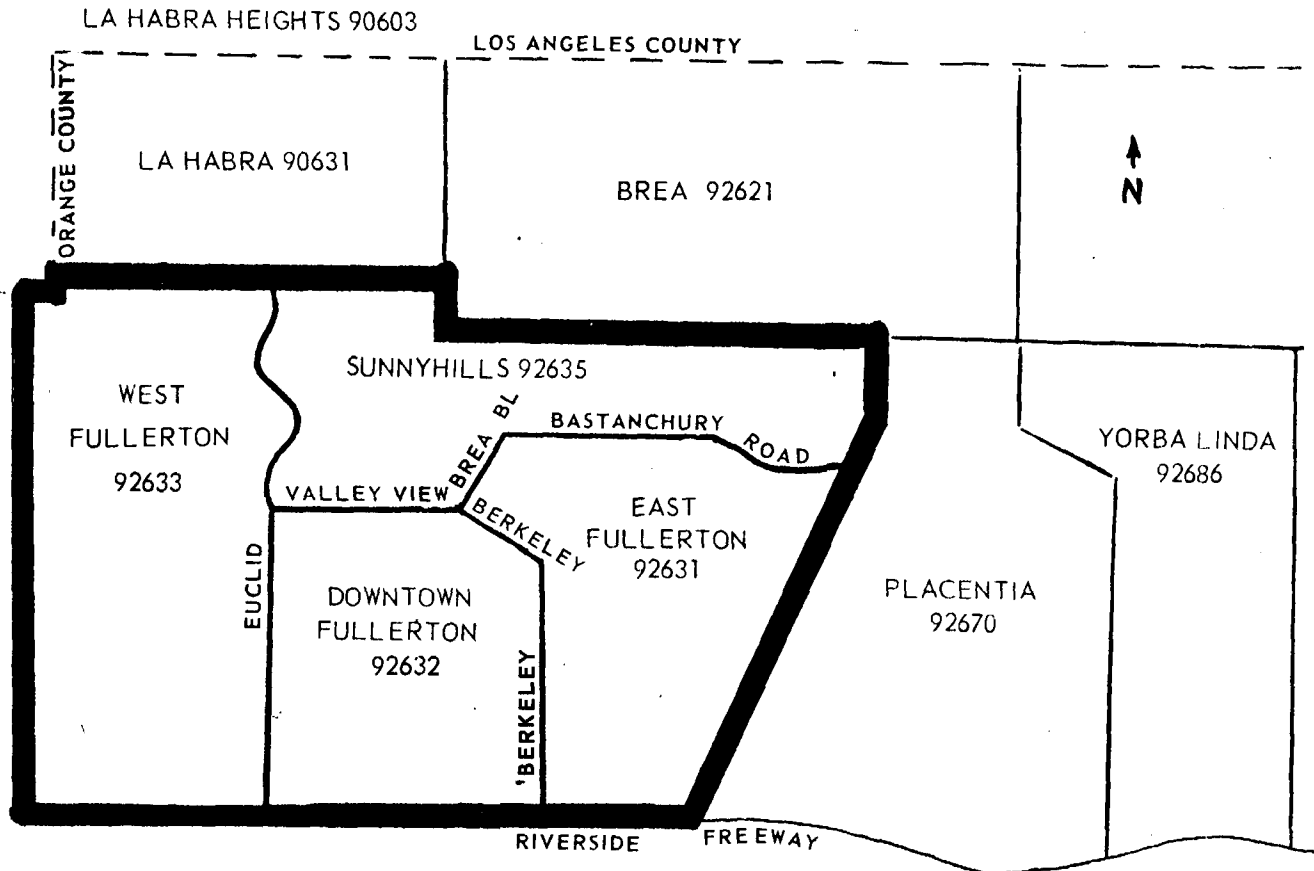 LA HABRA HEIGHTS 90603
LOS ANGELES COUNTY
ORANGE COUNTY
LA HABRA 90631
BREA 92621
N
SUNNYHILLS 92635
WEST
FULLERTON
92633
BREA BL
BASTANCHURY
ROAD
YORBA LINDA
92686
VALLEY VIEW
BERKELEY
EAST
FULLERTON
92631
EUCLID
DOWNTOWN
FULLERTON
92632
PLACENTIA
92670
'BERKELEY
RIVERSIDE
FREEWAY